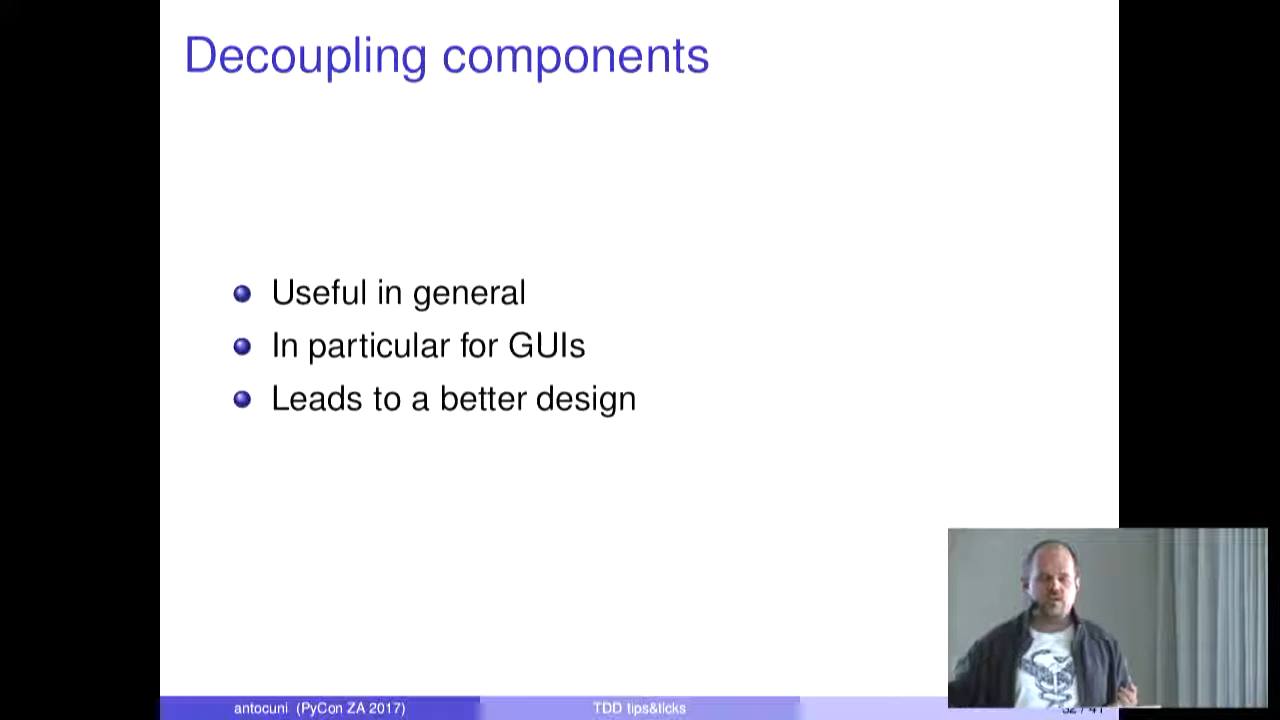 Decoupling components
Useful in general
In particular for GUIs
Leads to a better design
antocuni (PyCon ZA 2017)
TDD tips&ticks